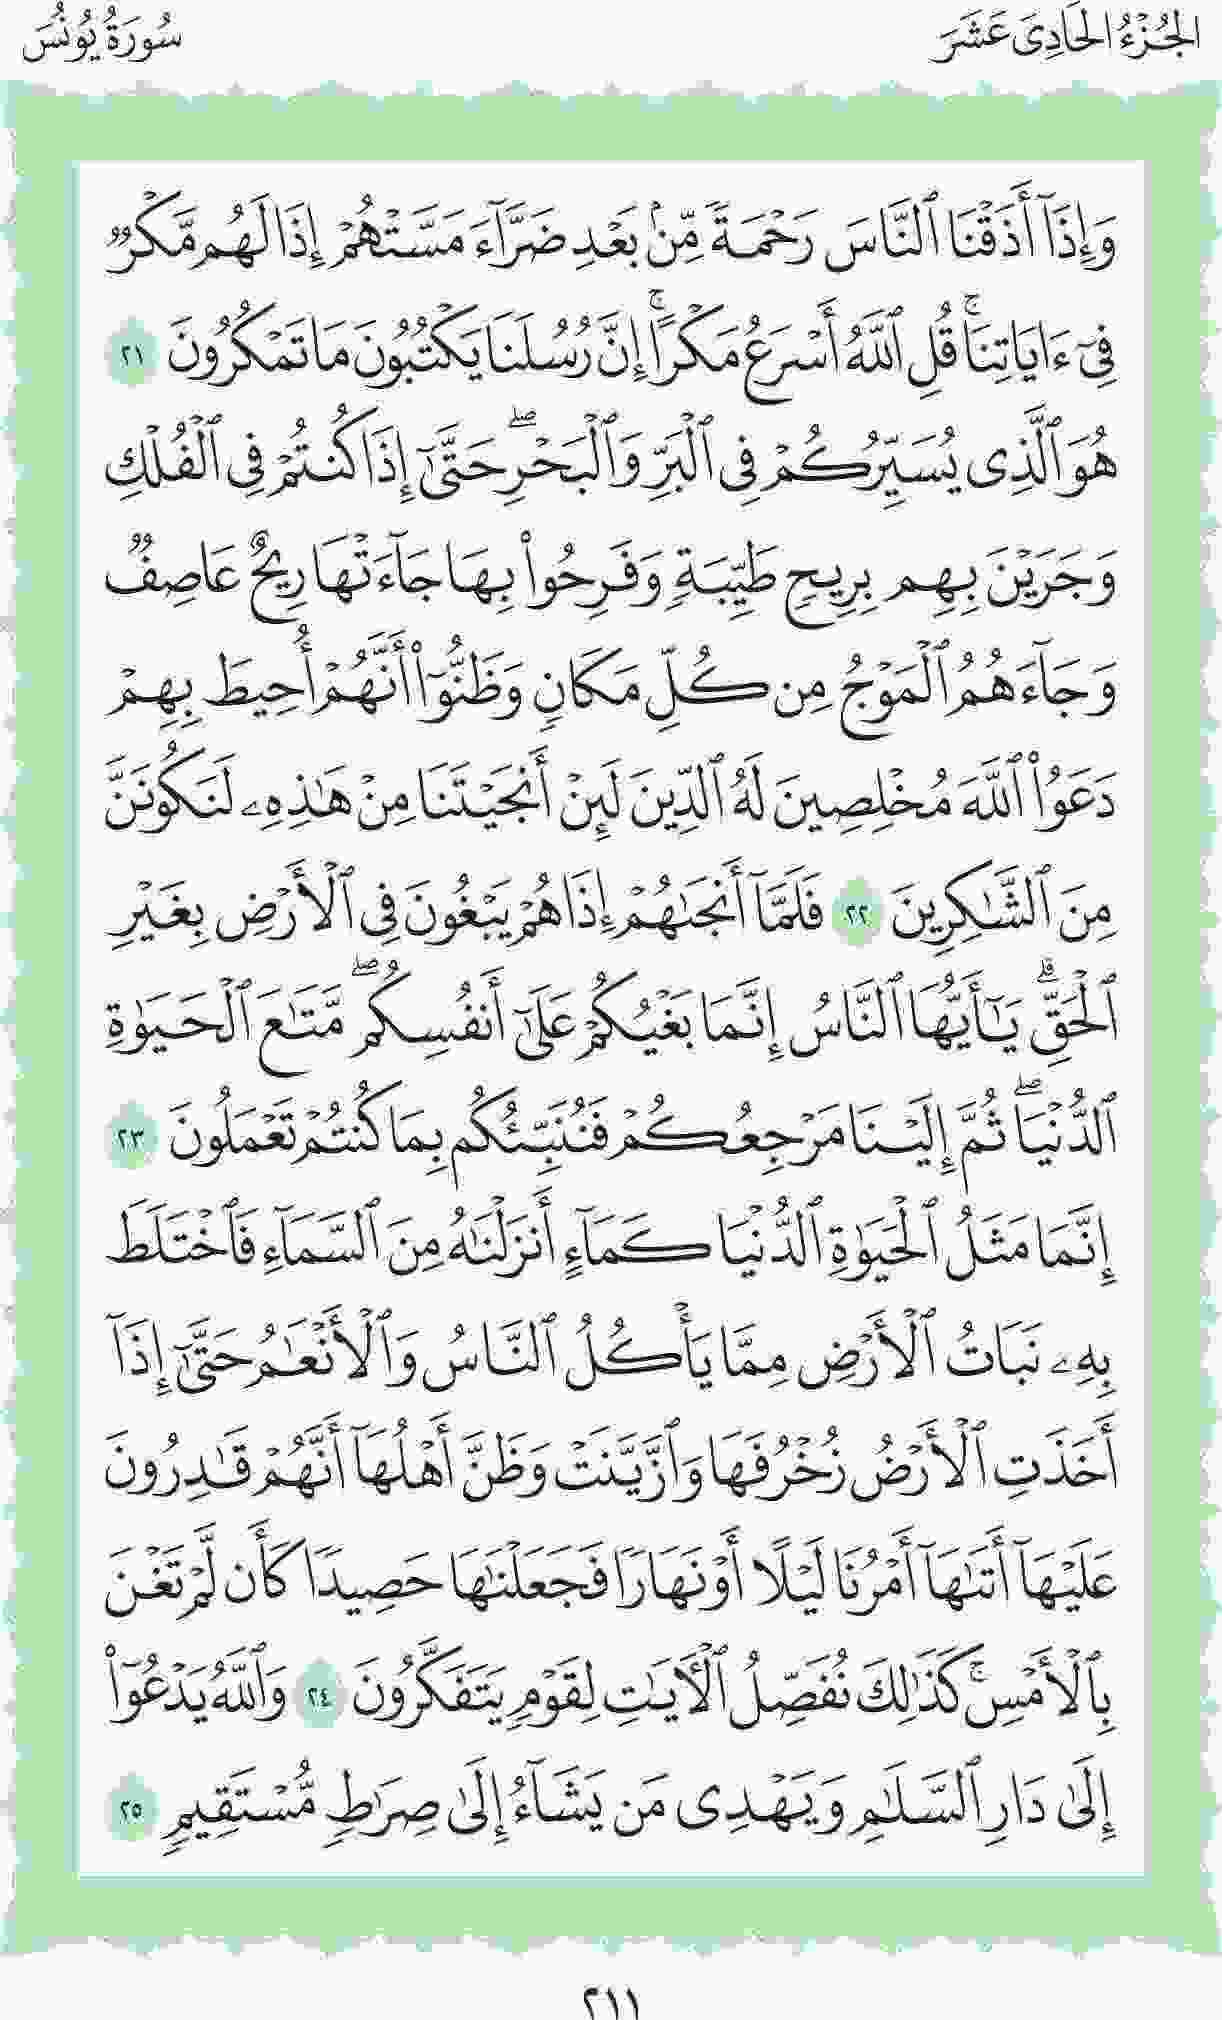 الجُزْءُ الحَادِىَ عَشَرَ
سُورَةُ يُونُسَ
وَإِذَآ أَذَقْنَا ٱلنَّاسَ رَحْمَةً مِّنۢ بَعْدِ ضَرَّآءَ مَسَّتْهُمْ إِذَا لَهُم مَّكْرٌ
فِىٓ ءَايَاتِنَا ۚ قُلِ ٱللَّهُ أَسْرَعُ مَكْرًا ۚ إِنَّ رُسُلَنَا يَكْتُبُونَ مَا تَمْكُرُونَ ٢١
هُوَ ٱلَّذِى يُسَيِّرُكُمْ فِى ٱلْبَرِّ وَٱلْبَحْرِ ۖ حَتَّىٰٓ إِذَا كُنتُمْ فِى ٱلْفُلْكِ
وَجَرَيْنَ بِهِم بِرِيحٍ طَيِّبَةٍ وَفَرِحُوا۟ بِهَا جَآءَتْهَا رِيحٌ عَاصِفٌ
وَجَآءَهُمُ ٱلْمَوْجُ مِن كُلِّ مَكَانٍ وَظَنُّوٓا۟ أَنَّهُمْ أُحِيطَ بِهِمْ
دَعَوُا۟ ٱللَّهَ مُخْلِصِينَ لَهُ ٱلدِّينَ لَئِنْ أَنجَيْتَنَا مِنْ هَـٰذِهِۦ لَنَكُونَنَّ
مِنَ ٱلشَّـٰكِرِينَ ٢٢ فَلَمَّآ أَنجَىٰهُمْ إِذَا هُمْ يَبْغُونَ فِى ٱلْأَرْضِ بِغَيْرِ
ٱلْحَقِّ ۗ يَـٰٓأَيُّهَا ٱلنَّاسُ إِنَّمَا بَغْيُكُمْ عَلَىٰٓ أَنفُسِكُم ۖ مَّتَـٰعَ ٱلْحَيَوٰةِ
ٱلدُّنْيَا ۖ ثُمَّ إِلَيْنَا مَرْجِعُكُمْ فَنُنَبِّئُكُم بِمَا كُنتُمْ تَعْمَلُونَ ٢٣
إِنَّمَا مَثَلُ ٱلْحَيَوٰةِ ٱلدُّنْيَا كَمَآءٍ أَنزَلْنَـٰهُ مِنَ ٱلسَّمَآءِ فَٱخْتَلَطَ
بِهِۦ نَبَاتُ ٱلْأَرْضِ مِمَّا يَأْكُلُ ٱلنَّاسُ وَٱلْأَنْعَـٰمُ حَتَّىٰٓ إِذَآ
أَخَذَتِ ٱلْأَرْضُ زُخْرُفَهَا وَٱزَّيَّنَتْ وَظَنَّ أَهْلُهَآ أَنَّهُمْ قَـٰدِرُونَ
عَلَيْهَآ أَتَىٰهَآ أَمْرُنَا لَيْلًا أَوْ نَهَارًا فَجَعَلْنَـٰهَا حَصِيدًا كَأَن لَّمْ تَغْنَ
بِٱلْأَمْسِ ۚ كَذَٰلِكَ نُفَصِّلُ ٱلْـَٔايَـٰتِ لِقَوْمٍ يَتَفَكَّرُونَ ٢٤ وَٱللَّهُ يَدْعُوٓا۟
إِلَىٰ دَارِ ٱلسَّلَـٰمِ وَيَهْدِى مَن يَشَآءُ إِلَىٰ صِرَٰطٍ مُّسْتَقِيمٍ ٢٥
٢١١